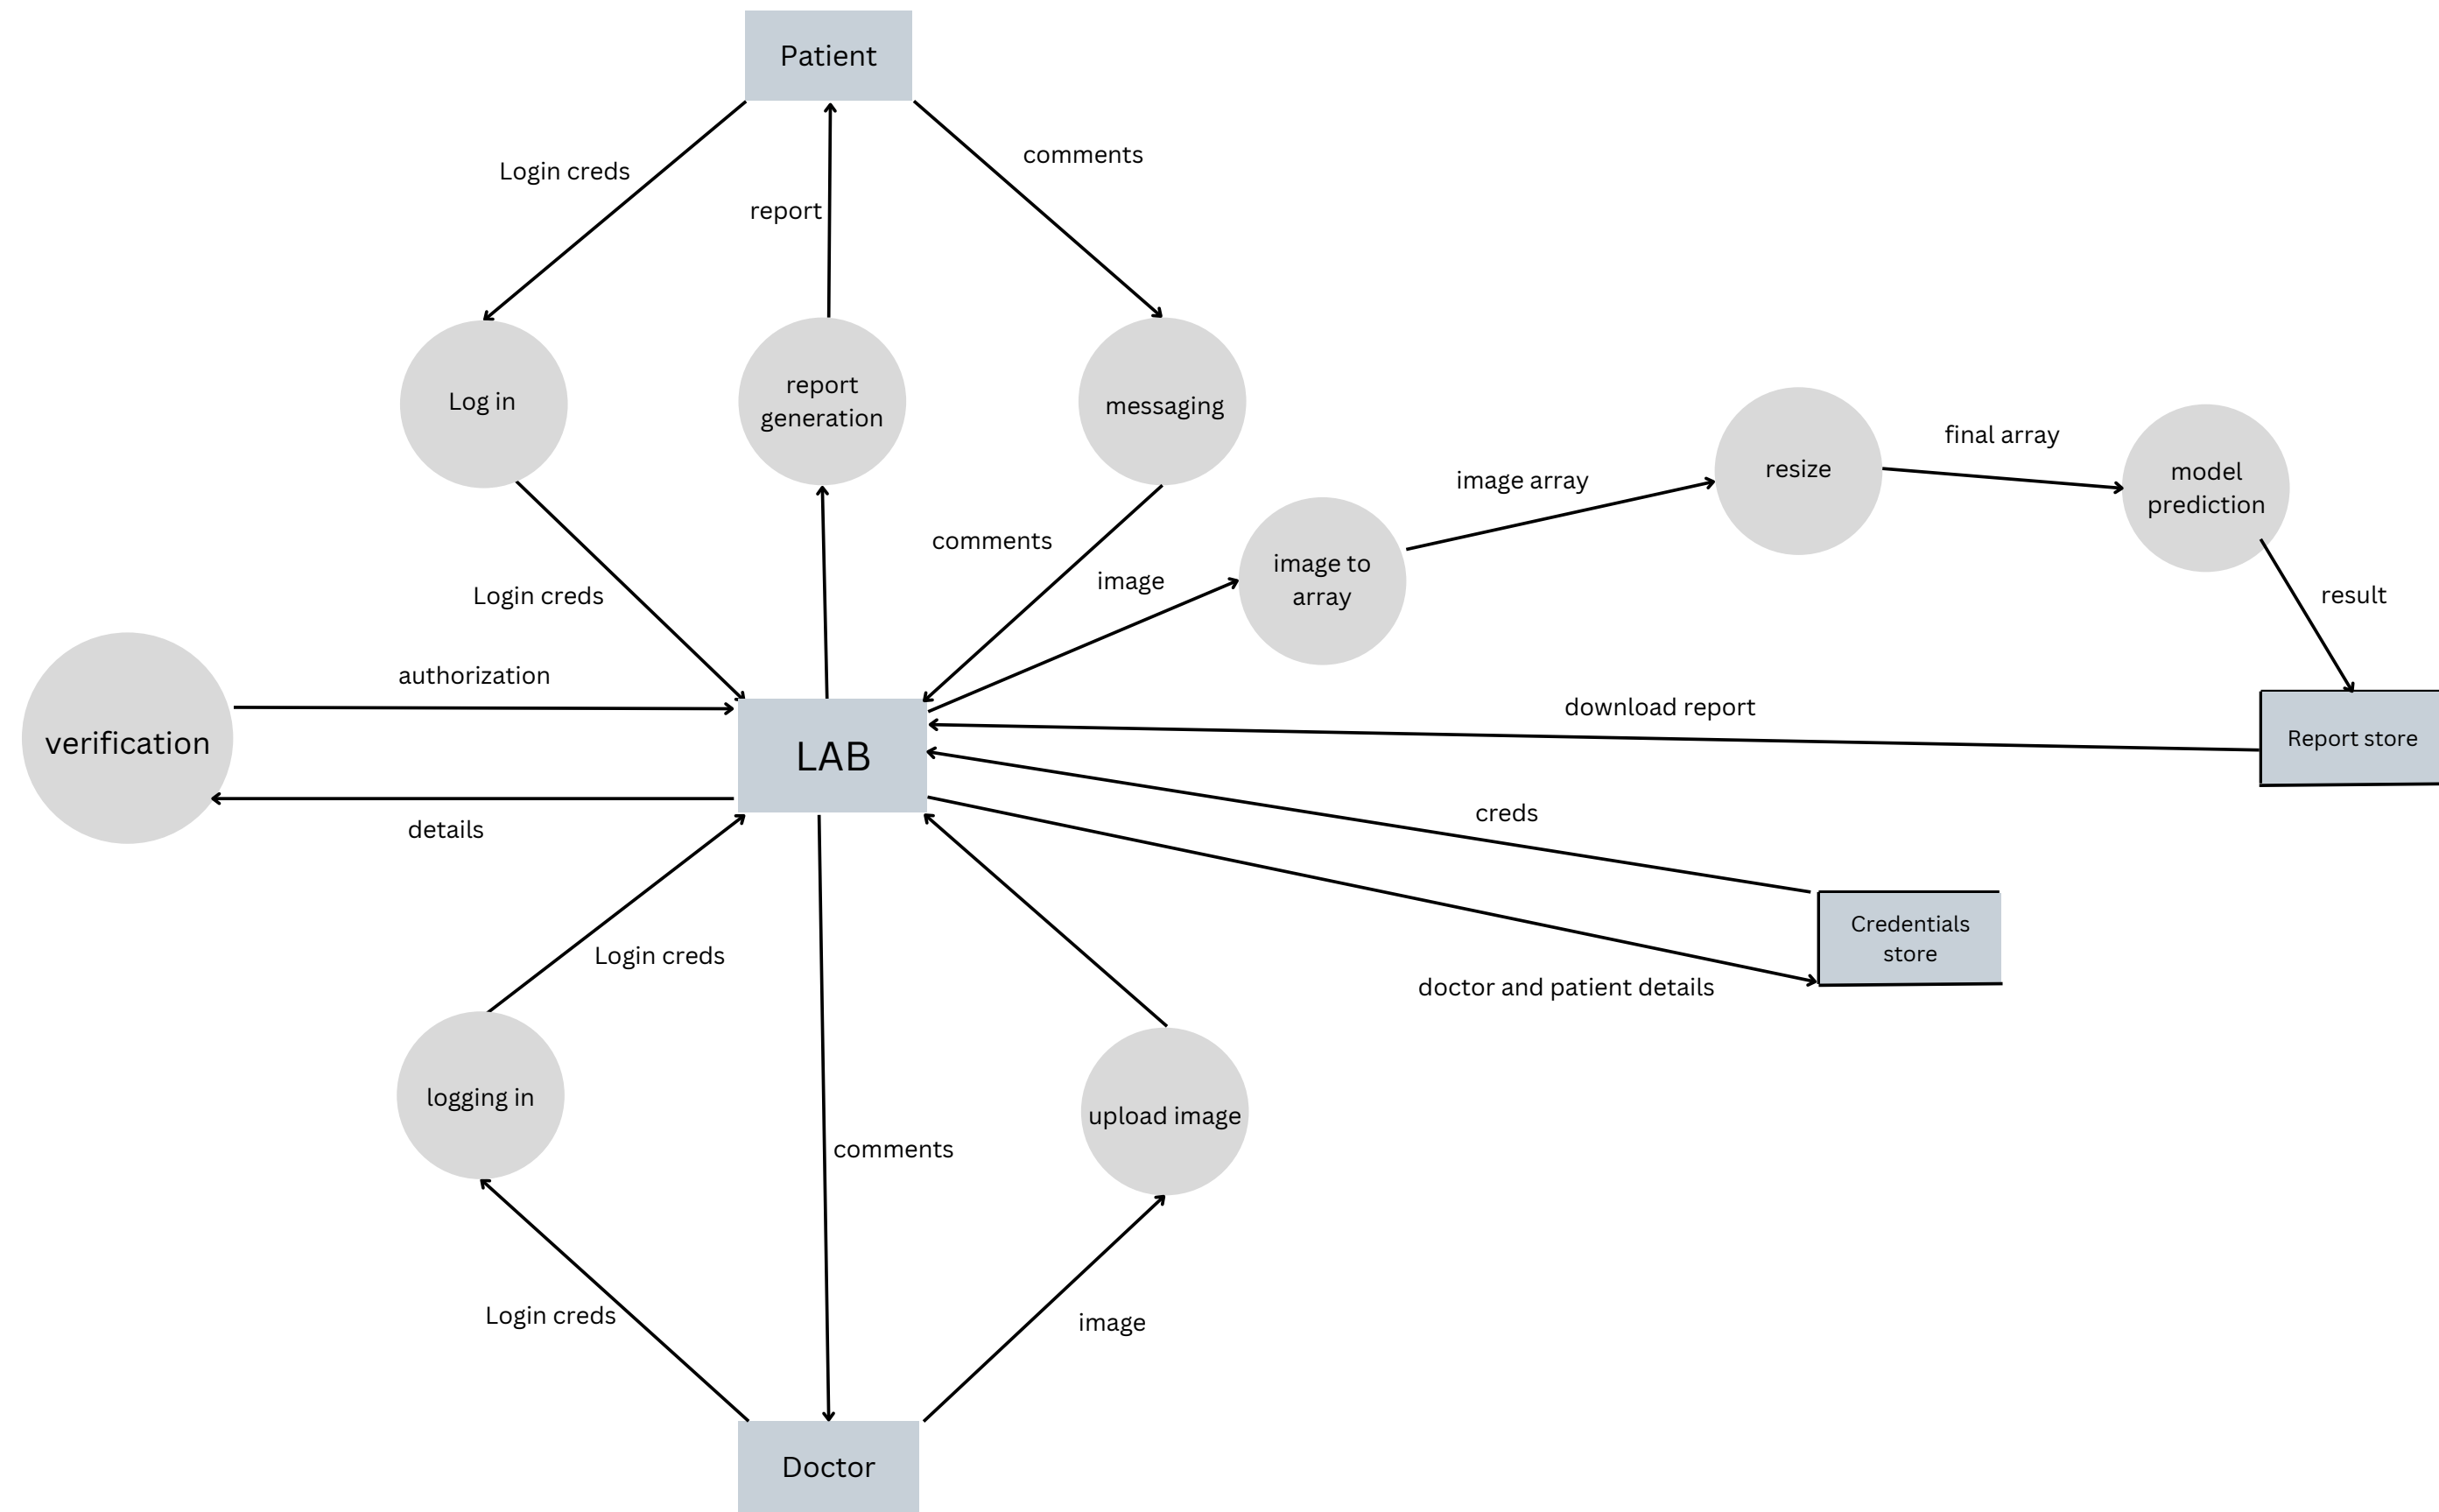 Patient
Login creds
report
comments
Log in
report
generation
messaging
image array
resize
final array
model
prediction
comments
image
image to
array
Login creds
result
verification
authorization
details
LAB
download report
Report store
creds
Credentials
store
doctor and patient details
Login creds
logging in
comments
upload image
Login creds
image
Doctor